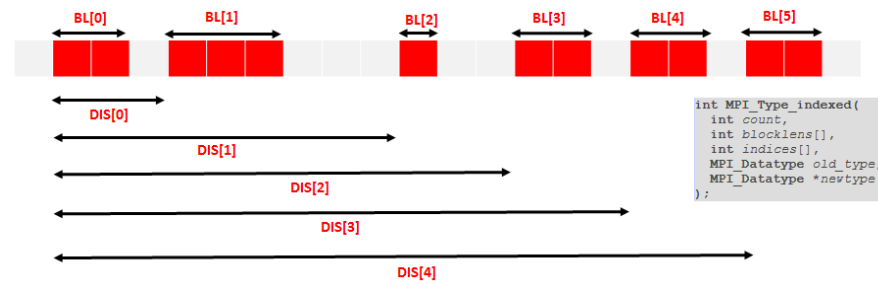 BL[0] BL[1] BL[2] BL[3] BL[4] BL[5]
DIS[0]
DIS[1]
DIS[2]
DIS[3]
DIS[4]
int MPI_Type_indexed(
int count,
int blocklens[],
int indices[],
MPI_Datatype old_type,
MPI_Datatype *newtype
);